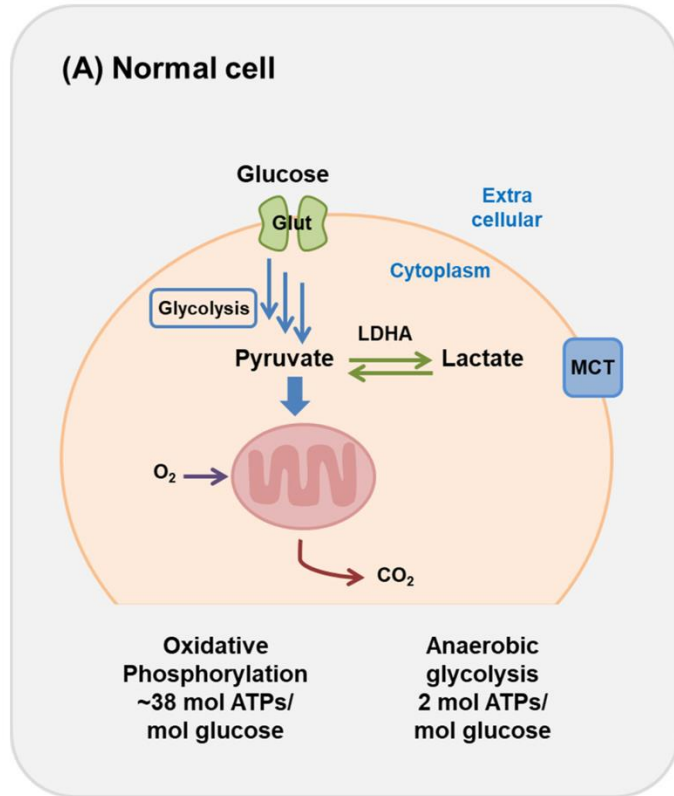 (A) Normal cell
Glucose
Glut
Extra
cellular
Cytoplasm
Glycolysis
LDHA
Pyruvate
Lactate
MCT
O₂
CO₂
Oxidative
Phosphorylation
~38 mol ATPs/
mol glucose
Anaerobic
glycolysis
2 mol ATPs/
mol glucose